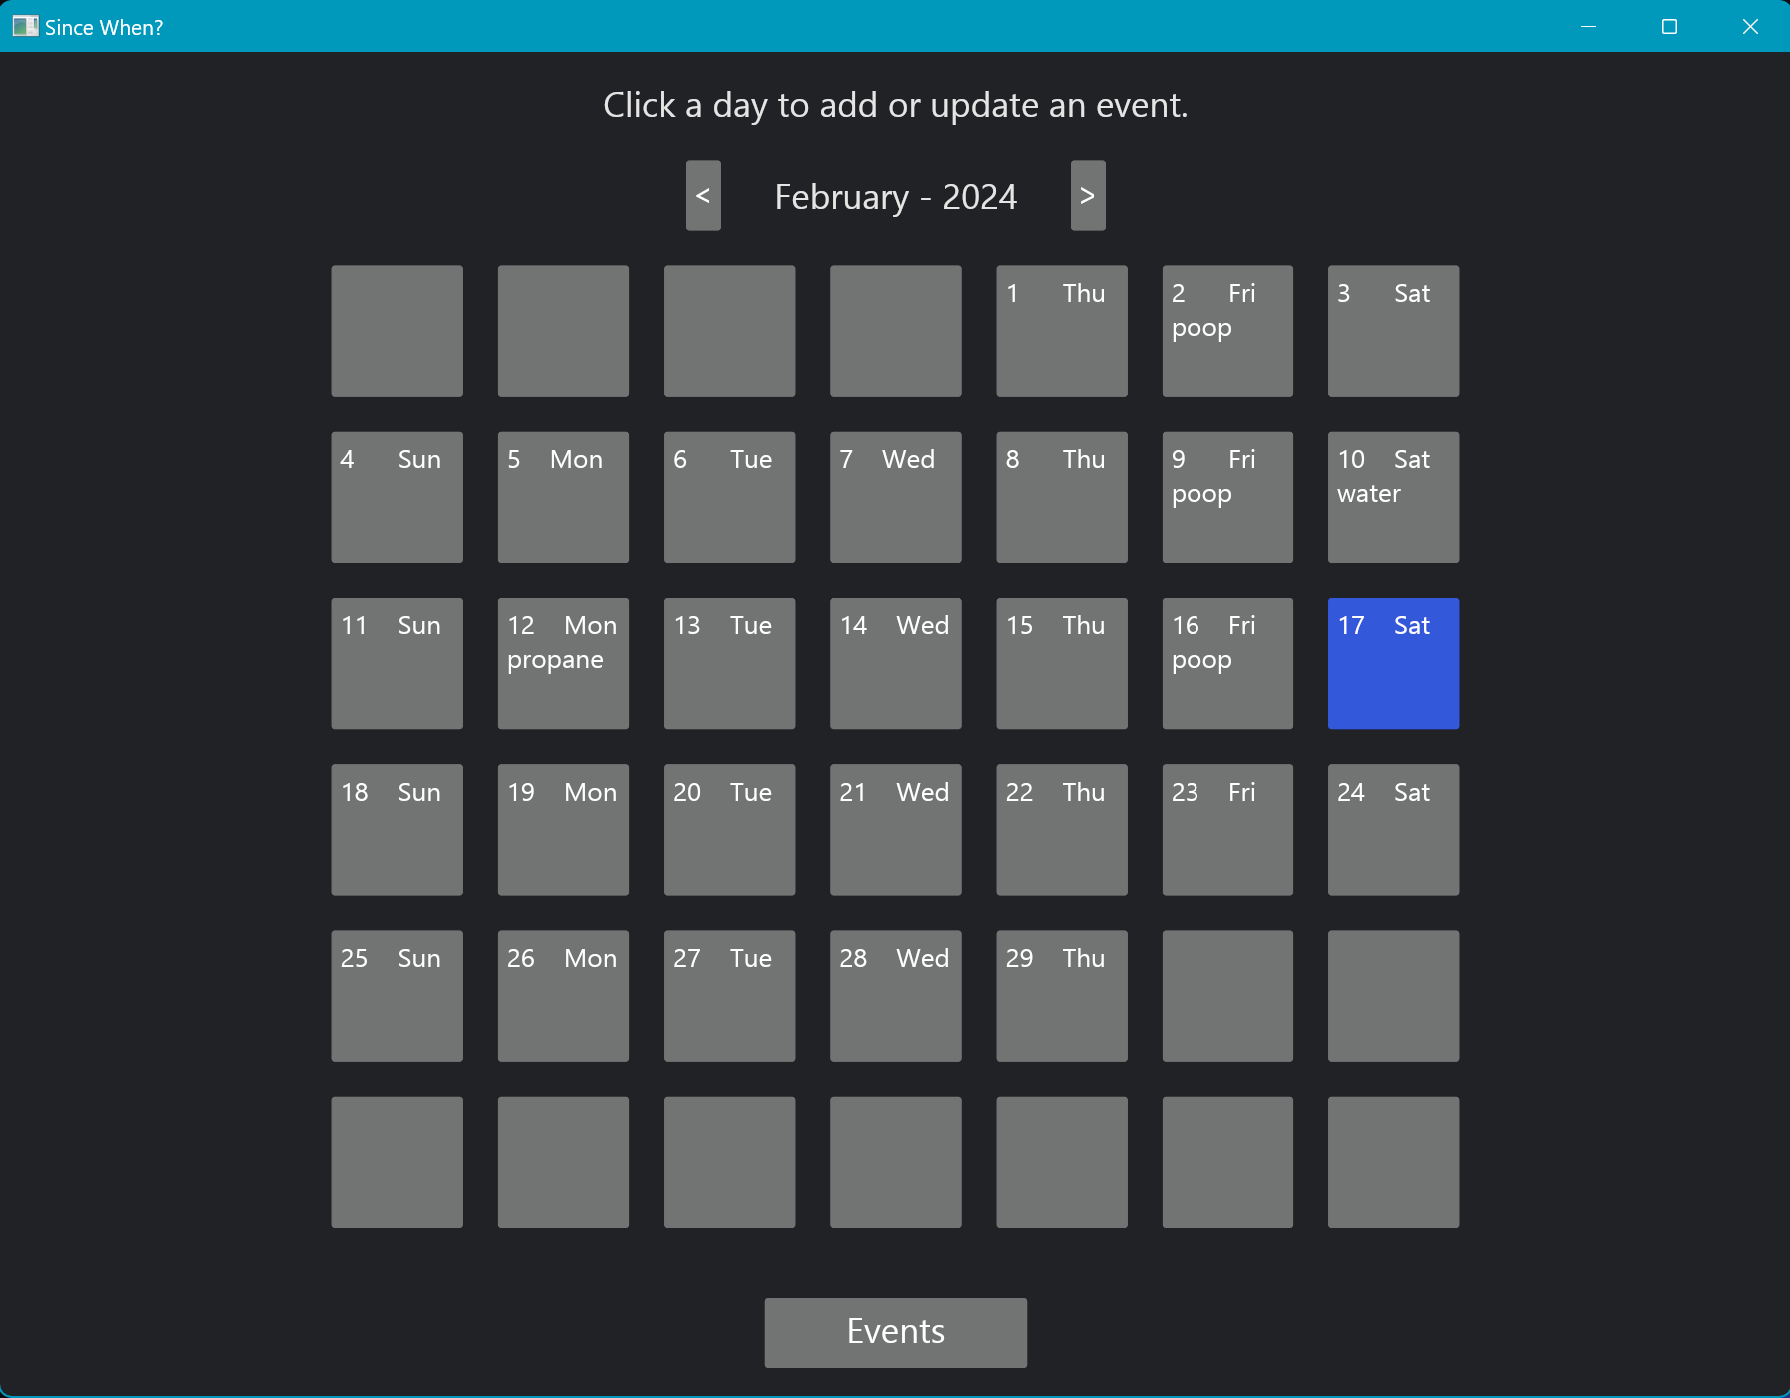 Since When?
Click a day to add or update an event.
< February - 2024 >
1 Thu
2 Fri
poop
3 Sat
4 Sun
5 Mon
6 Tue
7 Wed
8 Thu
9 Fri
poop
10 Sat
water
11 Sun
12 Mon
propane
13 Tue
14 Wed
15 Thu
16 Fri
poop
17 Sat
18 Sun
19 Mon
20 Tue
21 Wed
22 Thu
23 Fri
24 Sat
25 Sun
26 Mon
27 Tue
28 Wed
29 Thu
Events